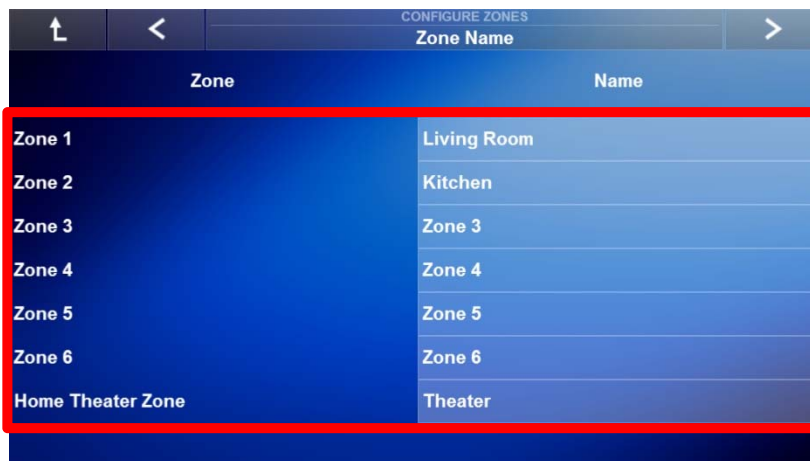 CONFIGURE ZONES
Zone Name
Zone Name
Zone 1 Living Room
Zone 2 Kitchen
Zone 3 Zone 3
Zone 4 Zone 4
Zone 5 Zone 5
Zone 6 Zone 6
Home Theater Zone Theater